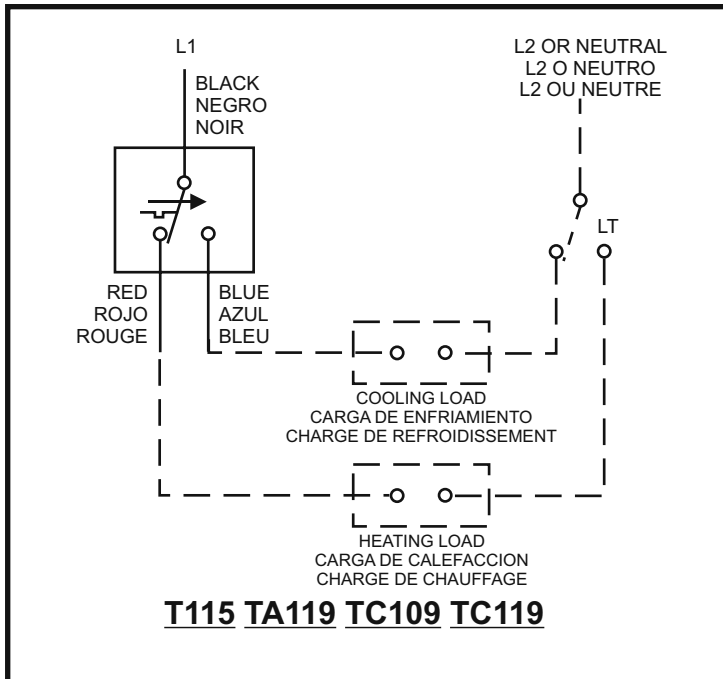 L1
L2 OR NEUTRAL
L2 O NEUTRO
L2 OU NEUTRE
BLACK
NEGRO
NOIR
LT
RED
ROJO
ROUGE
BLUE
AZUL
BLEU
COOLING LOAD
CARGA DE ENFRIAMIENTO
CHARGE DE REFROIDISSEMENT
HEATING LOAD
CARGA DE CALEFACCION
CHARGE DE CHAUFFAGE
T115 TA119 TC109 TC119